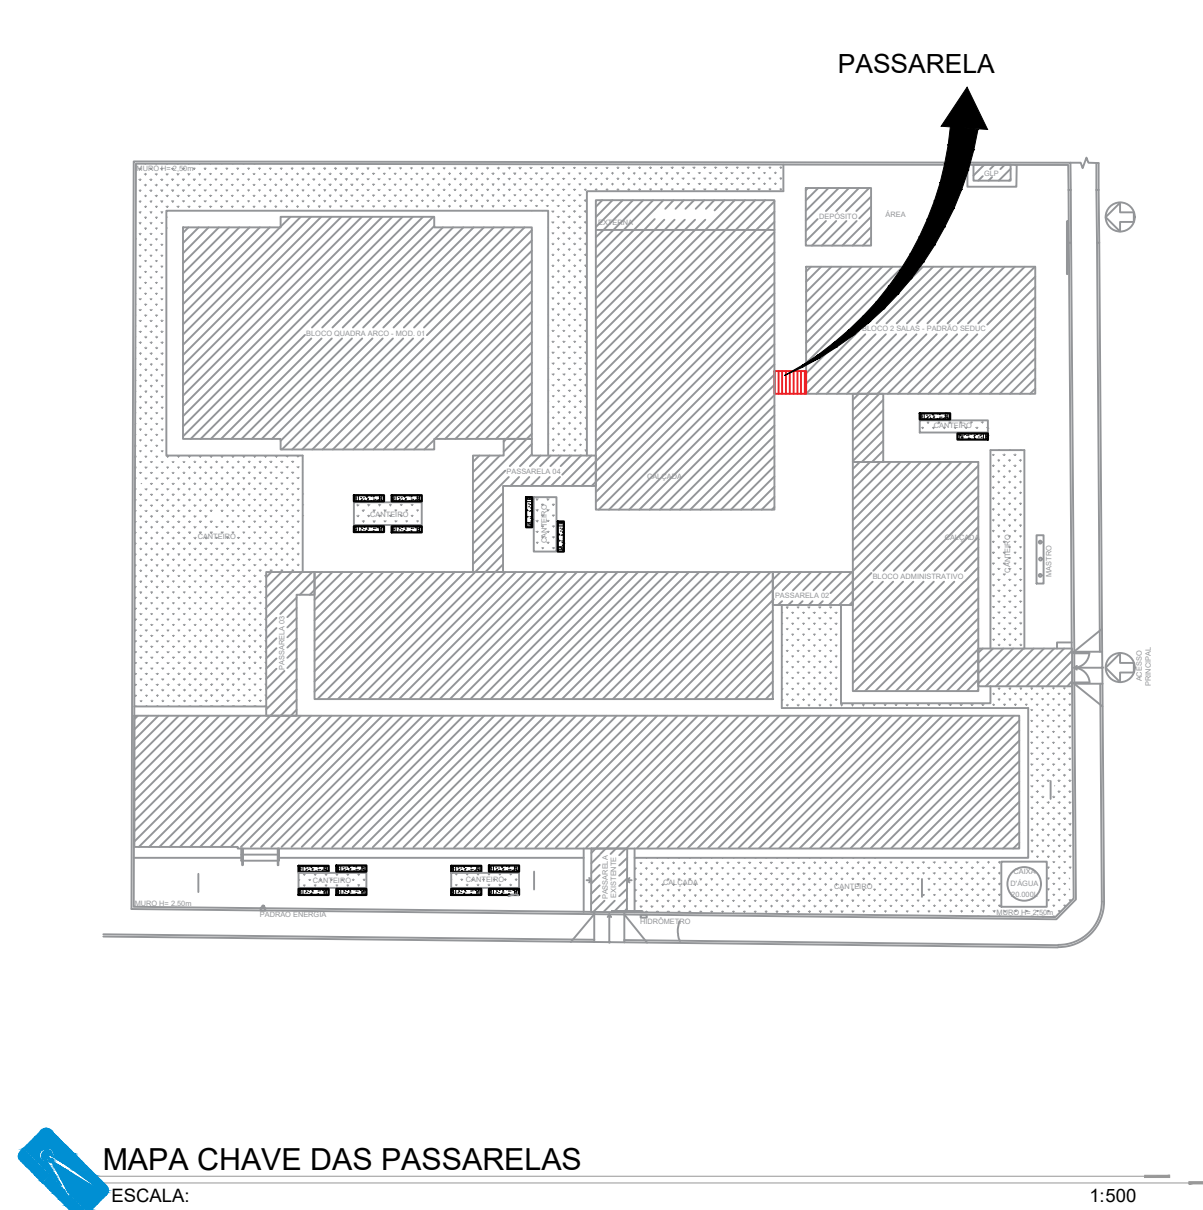 PASSARELA
MURO H= 2,50m
GLP
EXTERNA
DEPÓSITO
ÁREA
BLOCO QUADRA ARCO - MOD. 01
BLOCO 2 SALAS - PADRÃO SEDUC
CANTEIRO
PASSARELA 04
CALÇADA
CANTEIRO
CANTEIRO
CANTEIRO
CALÇADA
CANTEIRO
MASTRO
BLOCO ADMINISTRATIVO
PASSARELA 02
PASSARELA 03
ACESSO
PRINCIPAL
PASSARELA
EXISTENTE
CANTEIRO
CANTEIRO
CALÇADA
CANTEIRO
CAIXA
D'ÁGUA
20.000L
MURO H= 2,50m
MURO H= 2,50m
PADRÃO ENERGIA
HIDRÔMETRO
MAPA CHAVE DAS PASSARELAS
ESCALA:
1:500